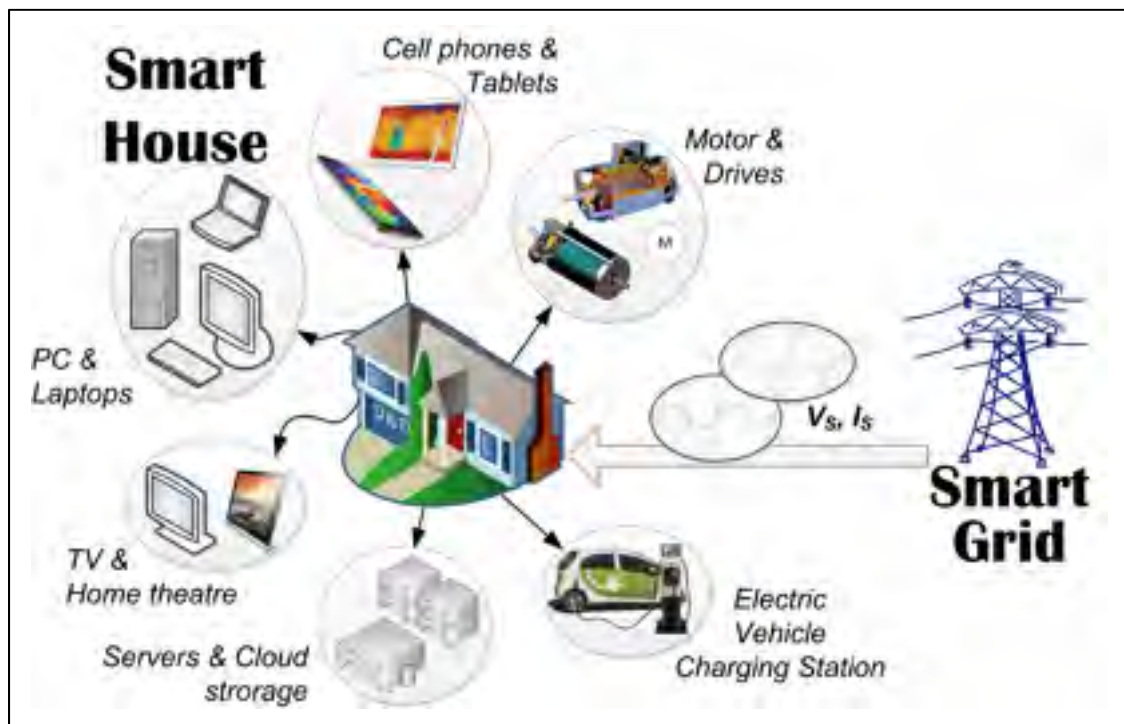 Smart
House
Cell phones &
Tablets
Motor &
Drives
M
PC &
Laptops
Vs, Is
Smart
Grid
TV &
Home theatre
Servers & Cloud
strorage
Electric
Vehicle
Charging Station